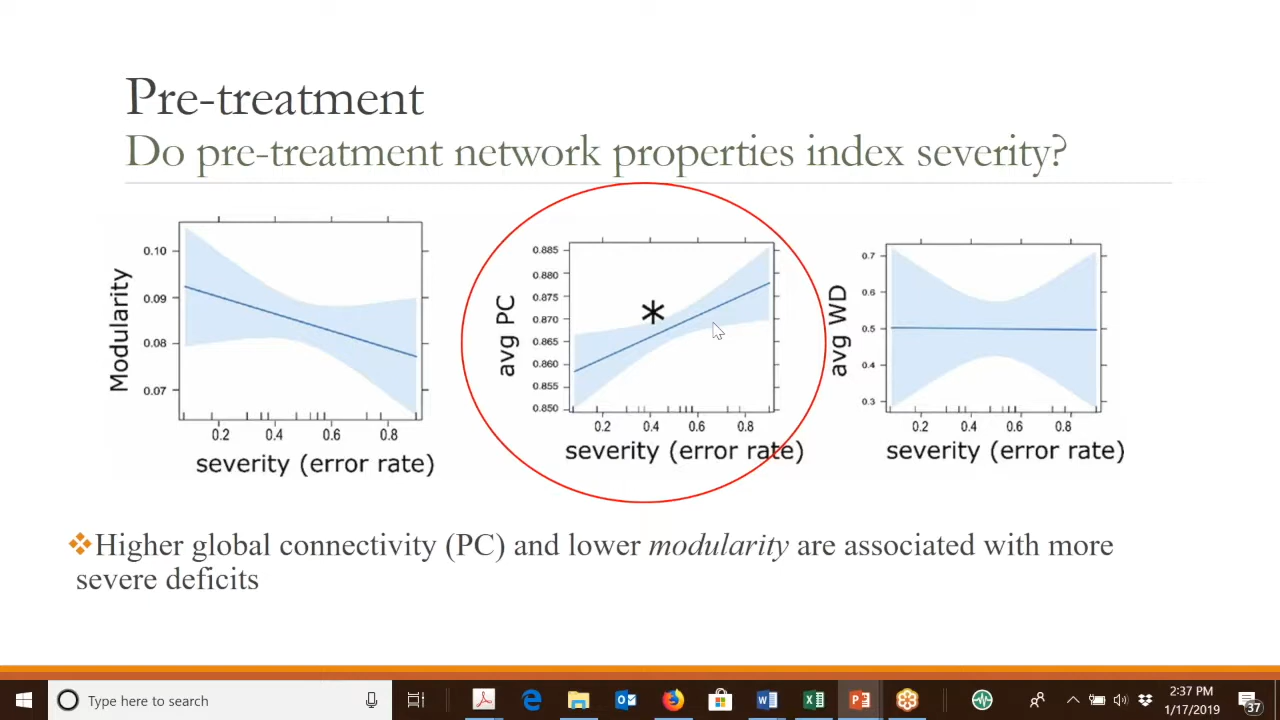 Pre-treatment
Do pre-treatment network properties index severity?
Modularity
0.10
0.09
0.08
0.07
0.2 0.4 0.6 0.8
severity (error rate)
avg PC
0.885
0.880
0.875
0.870
0.865
0.860
0.855
0.850
*
0.2 0.4 0.6 0.8
severity (error rate)
avg WD
0.7
0.6
0.5
0.4
0.3
0.2 0.4 0.6 0.8
severity (error rate)
❖Higher global connectivity (PC) and lower modularity are associated with more
severe deficits
Type here to search
2:37 PM
1/17/2019
37